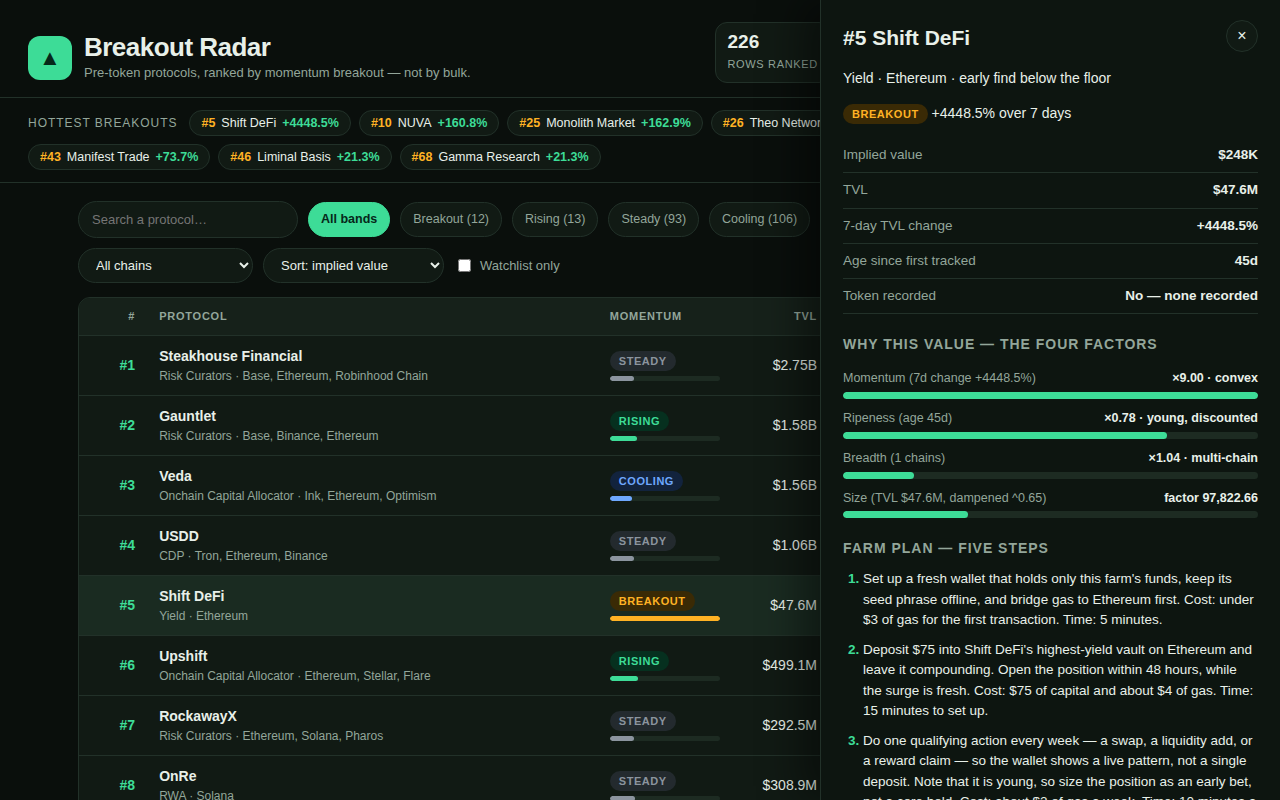 ▲
Breakout Radar
Pre-token protocols, ranked by momentum breakout — not by bulk.
226
ROWS RANKED
HOTTEST BREAKOUTS
#5 Shift DeFi +4448.5%
#10 NUVA +160.8%
#25 Monolith Market +162.9%
#26 Theo Networ
#43 Manifest Trade +73.7%
#46 Liminal Basis +21.3%
#68 Gamma Research +21.3%
Search a protocol…
All bands
Breakout (12)
Rising (13)
Steady (93)
Cooling (106)
All chains
Sort: implied value
Watchlist only
# PROTOCOL MOMENTUM TVL
#1 Steakhouse Financial STEADY $2.75B
Risk Curators · Base, Ethereum, Robinhood Chain
#2 Gauntlet RISING $1.58B
Risk Curators · Base, Binance, Ethereum
#3 Veda COOLING $1.56B
Onchain Capital Allocator · Ink, Ethereum, Optimism
#4 USDD STEADY $1.06B
CDP · Tron, Ethereum, Binance
#5 Shift DeFi BREAKOUT $47.6M
Yield · Ethereum
#6 Upshift RISING $499.1M
Onchain Capital Allocator · Ethereum, Stellar, Flare
#7 RockawayX STEADY $292.5M
Risk Curators · Ethereum, Solana, Pharos
#8 OnRe STEADY $308.9M
RWA · Solana
#5 Shift DeFi
×
Yield · Ethereum · early find below the floor
BREAKOUT +4448.5% over 7 days
Implied value $248K
TVL $47.6M
7-day TVL change +4448.5%
Age since first tracked 45d
Token recorded No — none recorded
WHY THIS VALUE — THE FOUR FACTORS
Momentum (7d change +4448.5%) ×9.00 · convex
Ripeness (age 45d) ×0.78 · young, discounted
Breadth (1 chains) ×1.04 · multi-chain
Size (TVL $47.6M, dampened ^0.65) factor 97,822.66
FARM PLAN — FIVE STEPS
1. Set up a fresh wallet that holds only this farm's funds, keep its
seed phrase offline, and bridge gas to Ethereum first. Cost: under
$3 of gas for the first transaction. Time: 5 minutes.
2. Deposit $75 into Shift DeFi's highest-yield vault on Ethereum and
leave it compounding. Open the position within 48 hours, while
the surge is fresh. Cost: $75 of capital and about $4 of gas. Time:
15 minutes to set up.
3. Do one qualifying action every week — a swap, a liquidity add, or
a reward claim — so the wallet shows a live pattern, not a single
deposit. Note that it is young, so size the position as an early bet,